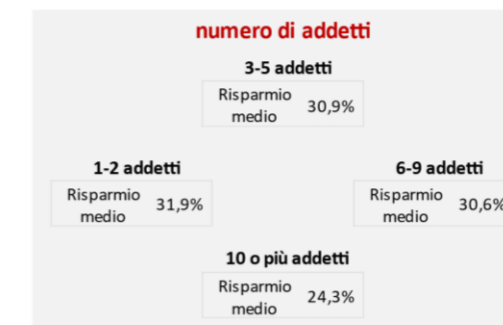 numero di addetti
3-5 addetti
Risparmio medio 30,9%
1-2 addetti
Risparmio medio 31,9%
6-9 addetti
Risparmio medio 30,6%
10 o più addetti
Risparmio medio 24,3%